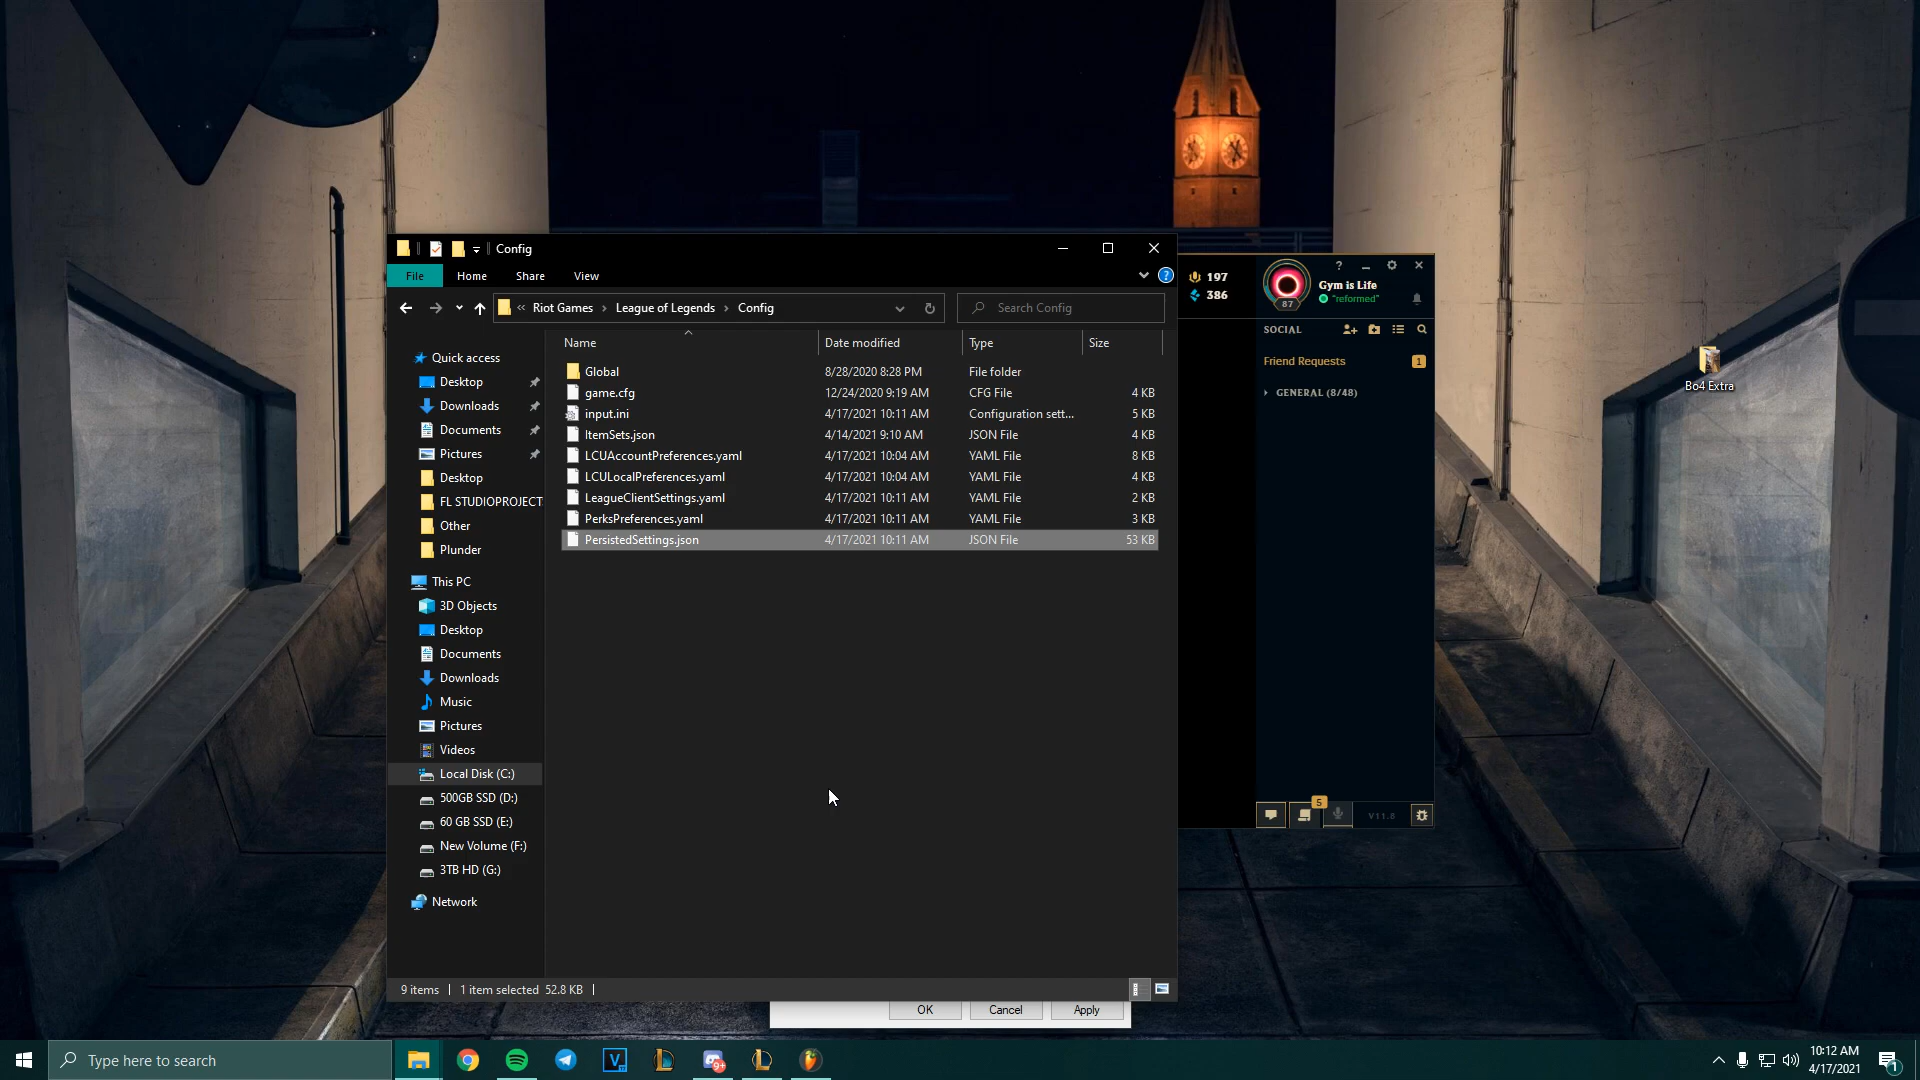 Config
File
Home
Share
View
Riot Games
League of Legends
Config
Search Config
Name
Date modified
Type
Size
Global
8/28/2020 8:28 PM
File folder
game.cfg
12/24/2020 9:19 AM
CFG File
4 KB
input.ini
4/17/2021 10:11 AM
Configuration sett...
5 KB
ItemSets.json
4/14/2021 9:10 AM
JSON File
4 KB
LCUAccountPreferences.yaml
4/17/2021 10:04 AM
YAML File
8 KB
LCULocalPreferences.yaml
4/17/2021 10:04 AM
YAML File
4 KB
LeagueClientSettings.yaml
4/17/2021 10:11 AM
YAML File
2 KB
PerksPreferences.yaml
4/17/2021 10:11 AM
YAML File
3 KB
PersistedSettings.json
4/17/2021 10:11 AM
JSON File
53 KB
Quick access
Desktop
Downloads
Documents
Pictures
Desktop
FL STUDIOPROJECT
Other
Plunder
This PC
3D Objects
Desktop
Documents
Downloads
Music
Pictures
Videos
Local Disk (C:)
500GB SSD (D:)
60 GB SSD (E:)
New Volume (F:)
3TB HD (G:)
Network
9 items
1 item selected 52.8 KB
OK
Cancel
Apply
197
386
87
Gym is Life
"reformed"
SOCIAL
Friend Requests
1
GENERAL (8/48)
5
V11.8
Bo4 Extra
Type here to search
9+
10:12 AM
4/17/2021
1